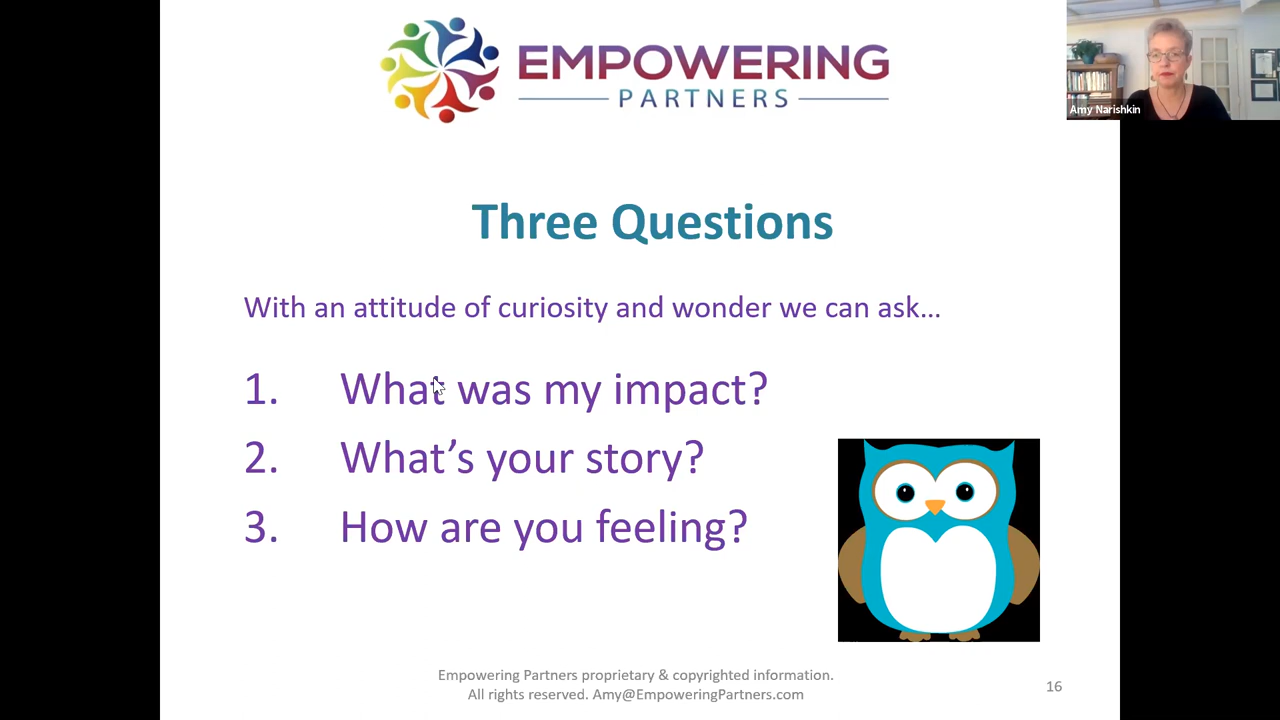 EMPOWERING
PARTNERS
Amy Narishkin
Three Questions
With an attitude of curiosity and wonder we can ask…
1. What was my impact?
2. What’s your story?
3. How are you feeling?
Empowering Partners proprietary & copyrighted information.
All rights reserved. Amy@EmpoweringPartners.com
16